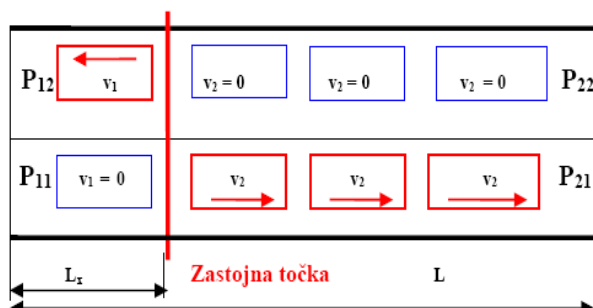 P12 v1 v2 = 0 v2 = 0 v2 = 0 P22
P11 v1 = 0 v2 v2 v2 P21
Lx Zastojna točka L